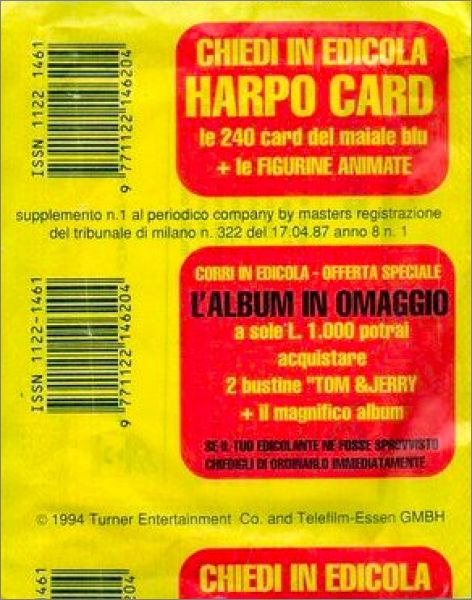 ISSN 1122 1461
9 771122 146204
CHIEDI IN EDICOLA
HARPO CARD
le 240 card del maiale blu
+ le FIGURINE ANIMATE
supplemento n.1 al periodico company by masters registrazione
del tribunale di milano n. 322 del 17.04.87 anno 8 n. 1
ISSN 1122-1461
9 771122 146204
CORRI IN EDICOLA - OFFERTA SPECIALE
L'ALBUM IN OMAGGIO
a sole L. 1.000 potrai
acquistare
2 bustine "TOM &JERRY
+ il magnifico album
SE IL TUO EDICOLANTE NE FOSSE SPROVVISTO
CHIEDIGLI DI ORDINARLO IMMEDIATAMENTE
© 1994 Turner Entertainment Co. and Telefilm-Essen GMBH
1461
6204
CHIEDI IN EDICOLA